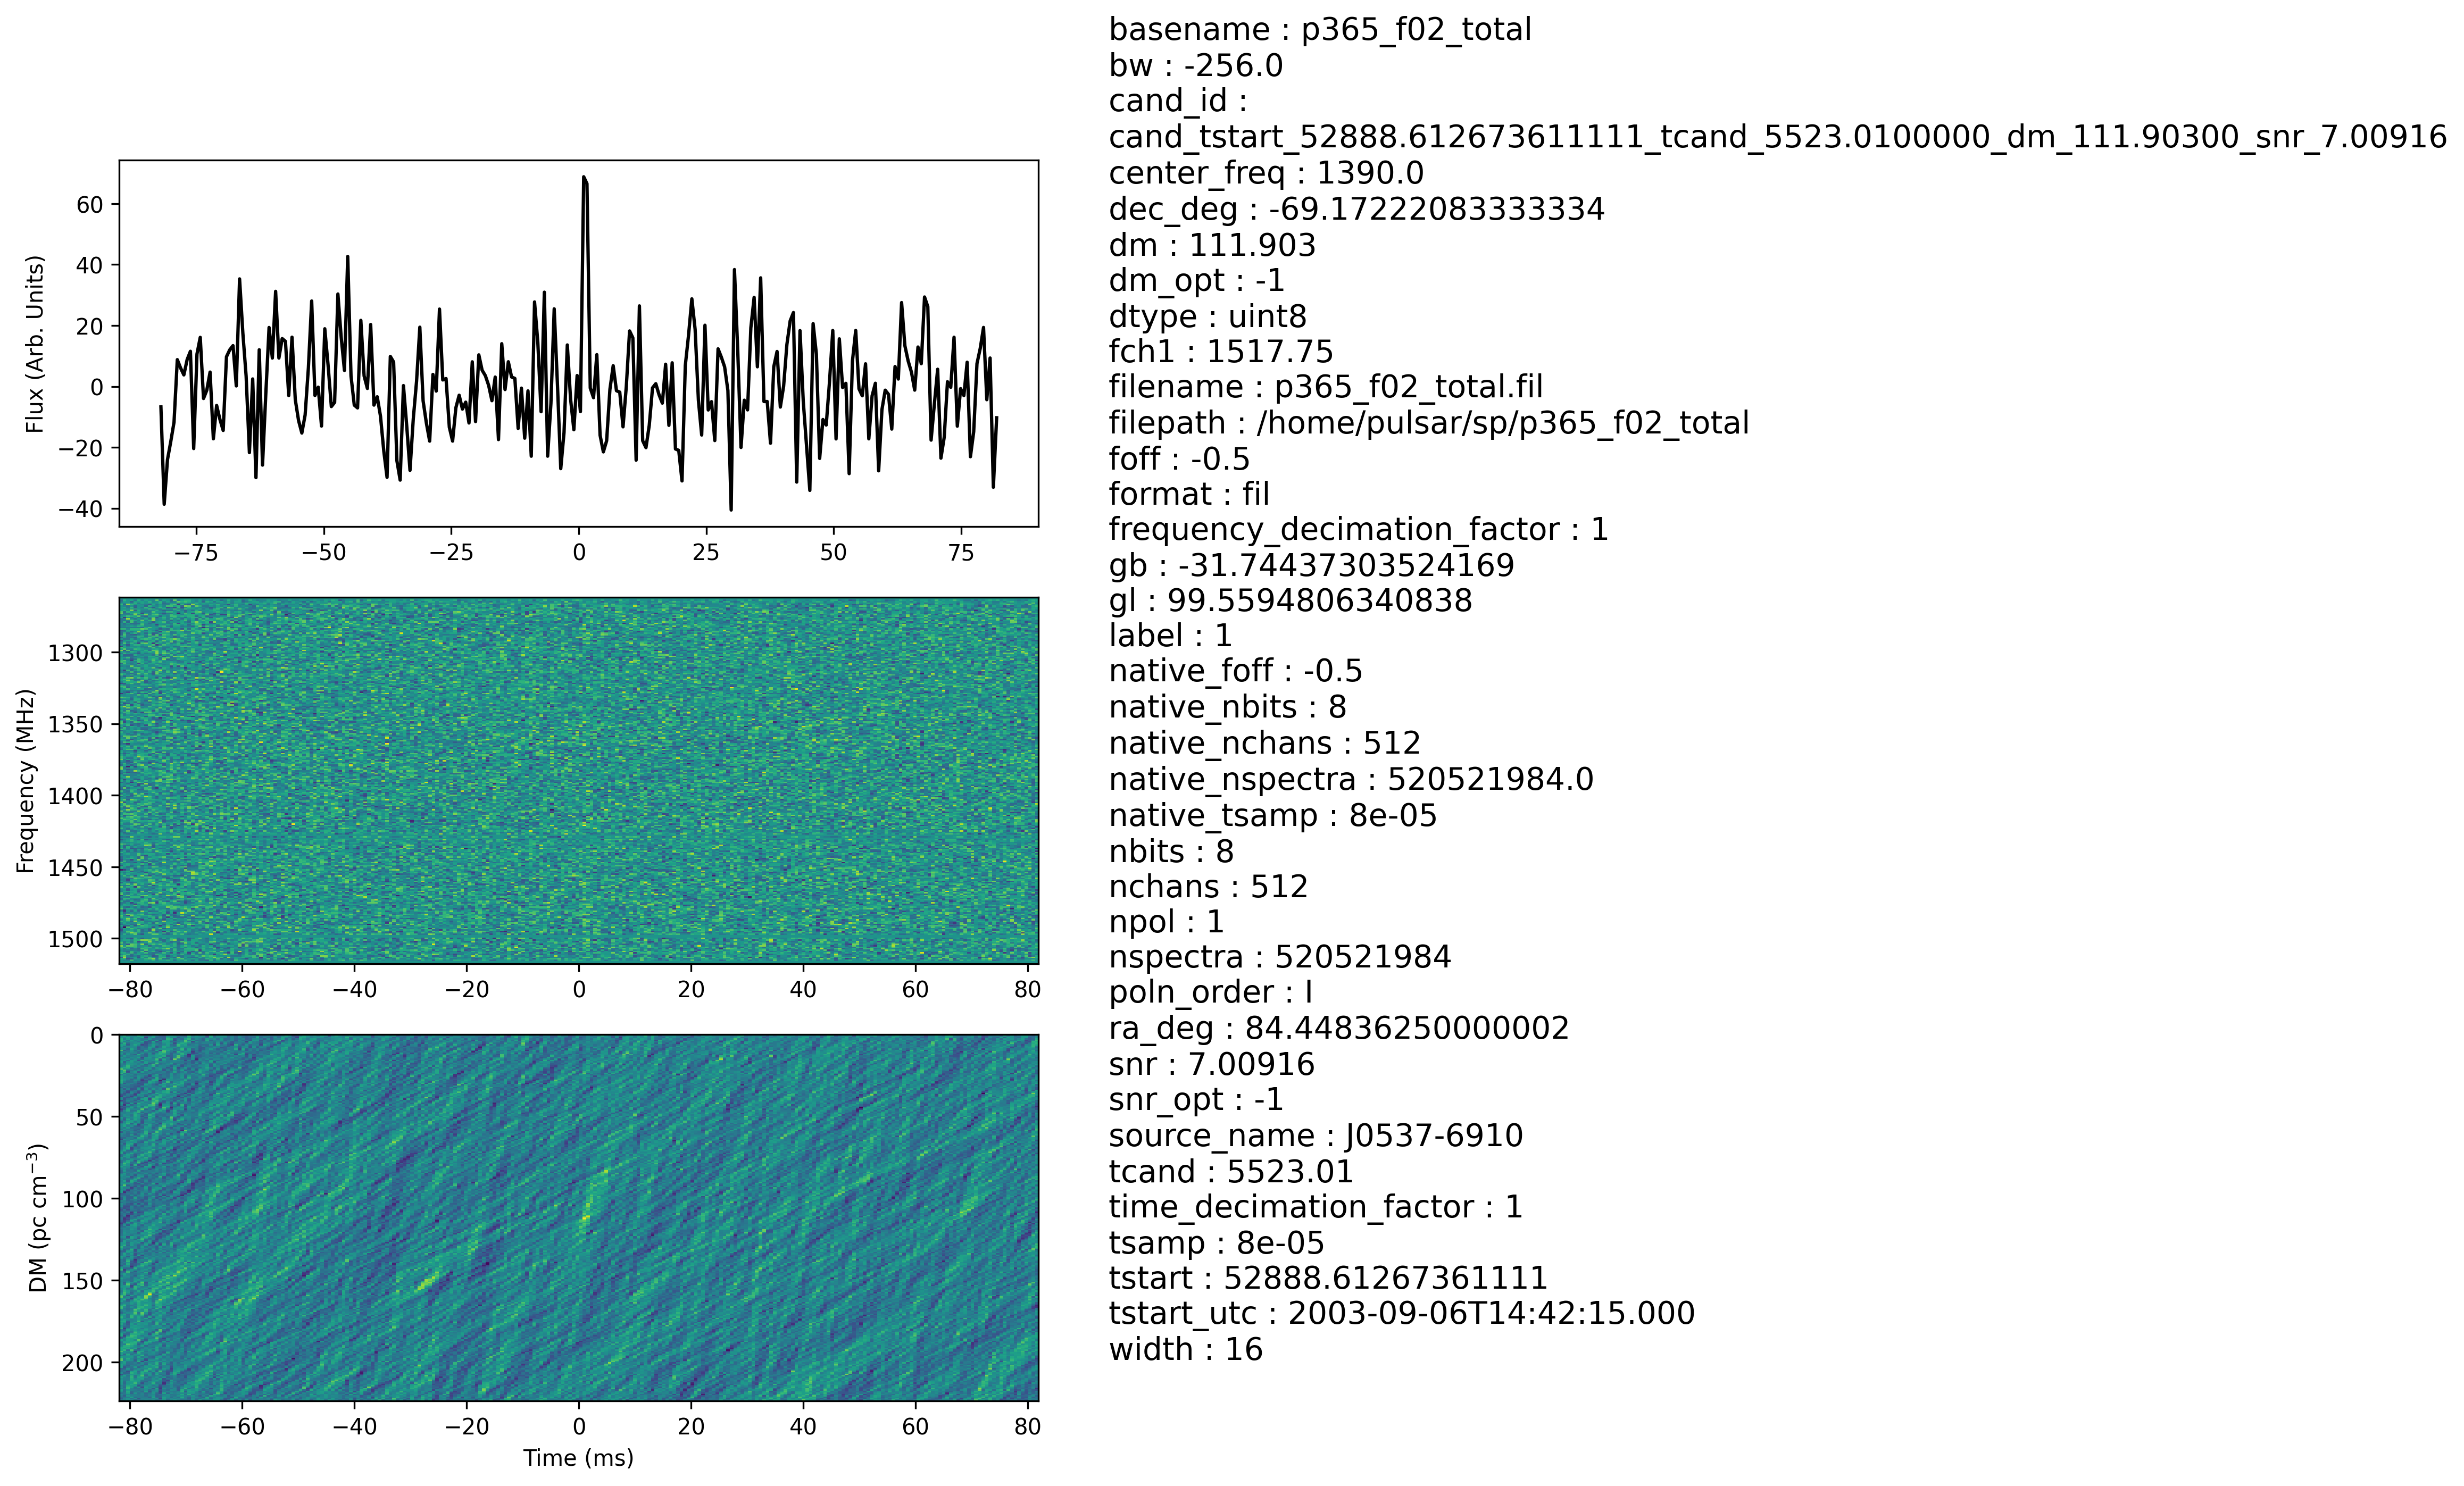 basename : p365_f02_total
bw : -256.0
cand_id :
cand_tstart_52888.612673611111_tcand_5523.0100000_dm_111.90300_snr_7.00916
center_freq : 1390.0
dec_deg : -69.17222083333334
dm : 111.903
dm_opt : -1
dtype : uint8
fch1 : 1517.75
filename : p365_f02_total.fil
filepath : /home/pulsar/sp/p365_f02_total
foff : -0.5
format : fil
frequency_decimation_factor : 1
gb : -31.74437303524169
gl : 99.5594806340838
label : 1
native_foff : -0.5
native_nbits : 8
native_nchans : 512
native_nspectra : 520521984.0
native_tsamp : 8e-05
nbits : 8
nchans : 512
npol : 1
nspectra : 520521984
poln_order : I
ra_deg : 84.44836250000002
snr : 7.00916
snr_opt : -1
source_name : J0537-6910
tcand : 5523.01
time_decimation_factor : 1
tsamp : 8e-05
tstart : 52888.61267361111
tstart_utc : 2003-09-06T14:42:15.000
width : 16
Flux (Arb. Units)
60
40
20
0
−20
−40
−75 −50 −25 0 25 50 75
Frequency (MHz)
1300
1350
1400
1450
1500
−80 −60 −40 −20 0 20 40 60 80
DM (pc cm⁻³)
0
50
100
150
200
−80 −60 −40 −20 0 20 40 60 80
Time (ms)